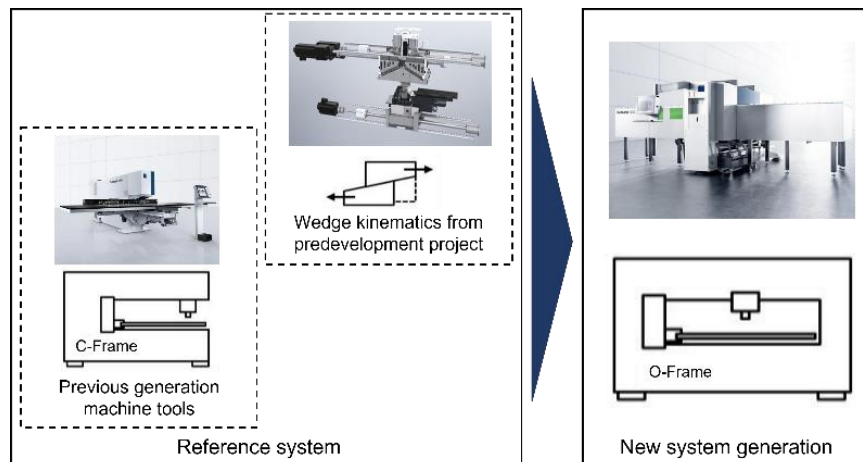 Wedge kinematics from
predevelopment project
C-Frame
Previous generation
machine tools
Reference system
O-Frame
New system generation